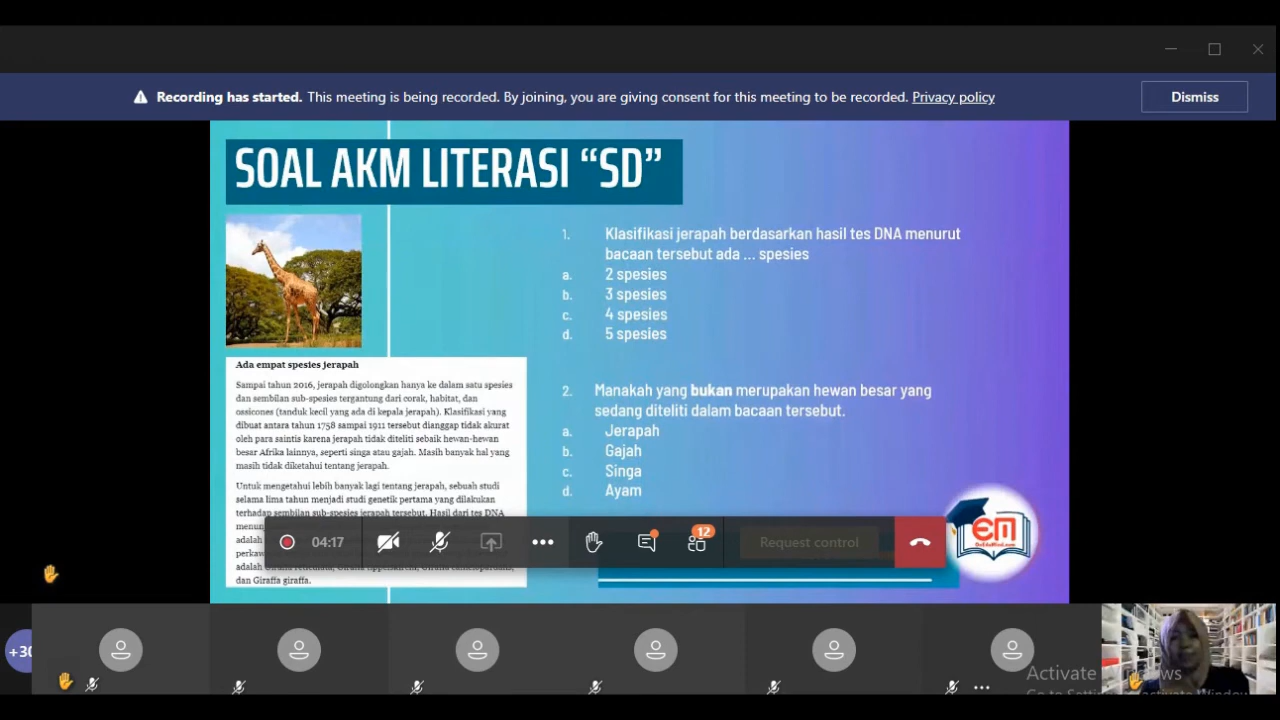 Recording has started. This meeting is being recorded. By joining, you are giving consent for this meeting to be recorded. Privacy policy
Dismiss
SOAL AKM LITERASI “SD”
1. Klasifikasi jerapah berdasarkan hasil tes DNA menurut
bacaan tersebut ada ... spesies
a. 2 spesies
b. 3 spesies
c. 4 spesies
d. 5 spesies
2. Manakah yang bukan merupakan hewan besar yang
sedang diteliti dalam bacaan tersebut.
a. Jerapah
b. Gajah
c. Singa
d. Ayam
Ada empat spesies jerapah
Sampai tahun 2016, jerapah digolongkan hanya ke dalam satu spesies
dan sembilan sub-spesies tergantung dari corak, habitat, dan
ossicones (tanduk kecil yang ada di kepala jerapah). Klasifikasi yang
dibuat antara tahun 1758 sampai 1911 tersebut dianggap tidak akurat
oleh para saintis karena jerapah tidak diteliti sebaik hewan-hewan
besar Afrika lainnya, seperti singa atau gajah. Masih banyak hal yang
masih tidak diketahui tentang jerapah.
Untuk mengetahui lebih banyak lagi tentang jerapah, sebuah studi
selama lima tahun menjadi studi genetik pertama yang dilakukan
terhadap sembilan sub-spesies jerapah tersebut. Hasil dari tes DNA
adalah
adalah
dan Giraffa giraffa.
EM
04:17
12
Request control
Activate Windows